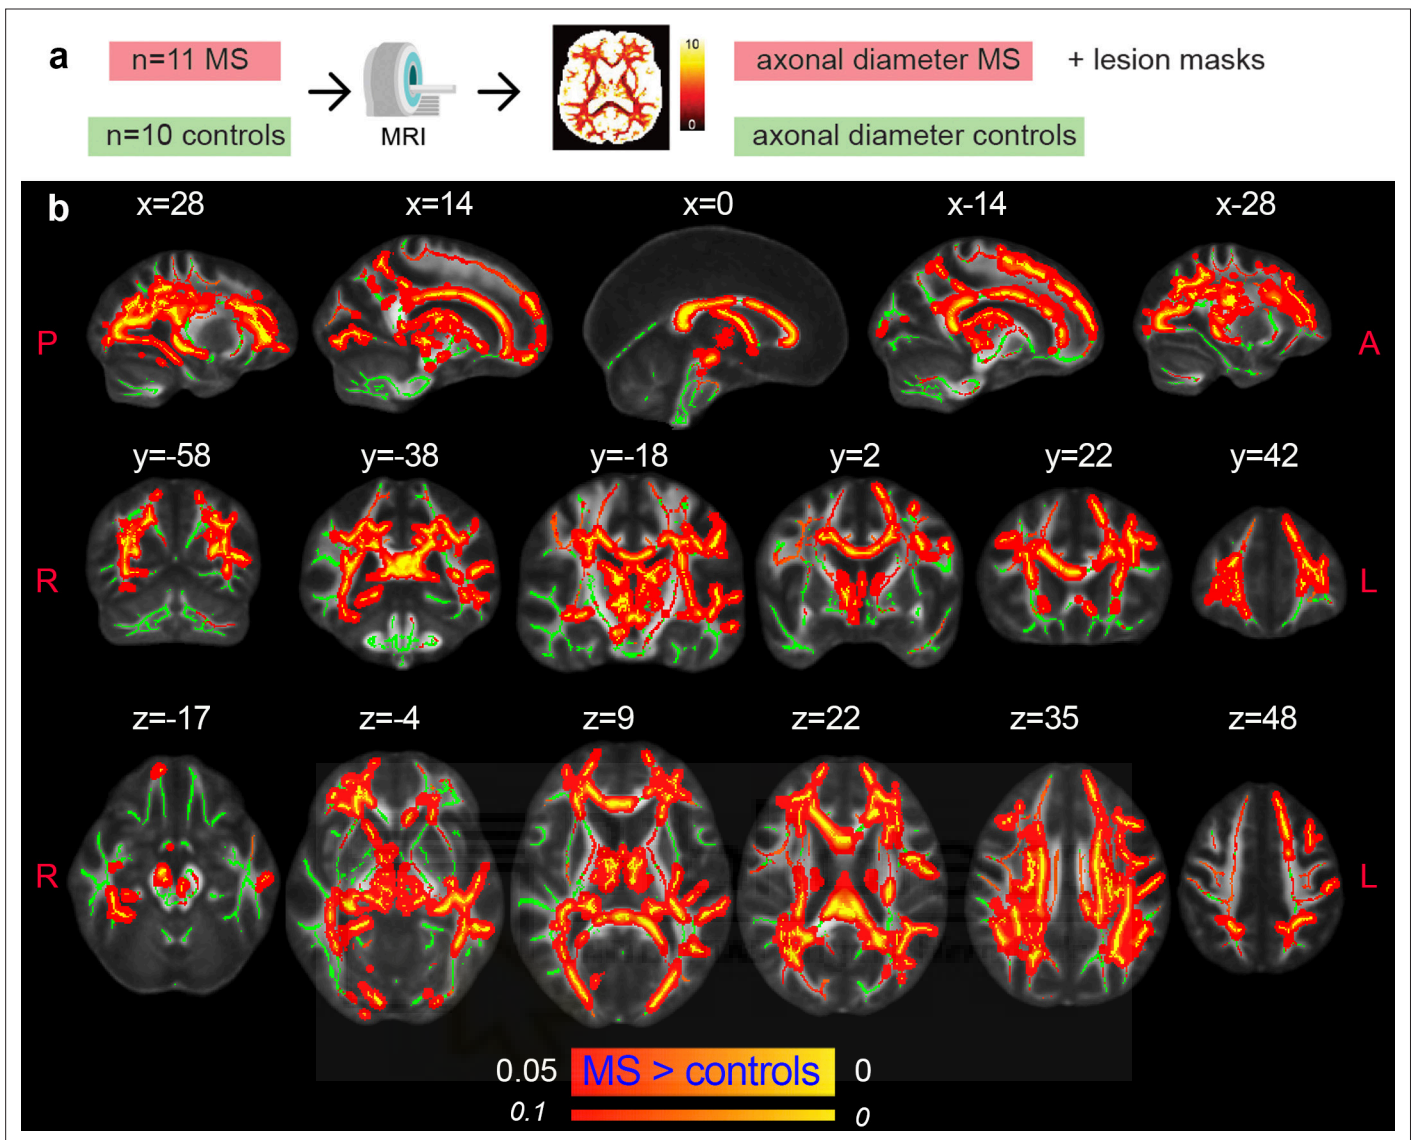 a
n=11 MS
n=10 controls
MRI
10
0
axonal diameter MS
+ lesion masks
axonal diameter controls
b
x=28 x=14 x=0 x-14 x-28
P A
y=-58 y=-38 y=-18 y=2 y=22 y=42
R L
z=-17 z=-4 z=9 z=22 z=35 z=48
R L
0.05 MS > controls 0
0.1 0